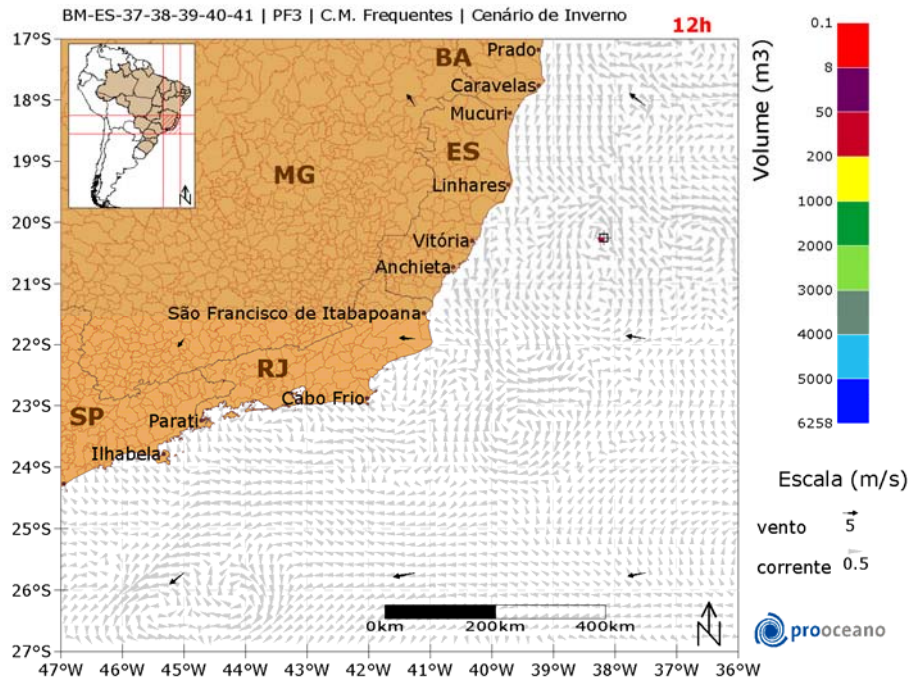 BM-ES-37-38-39-40-41 | PF3 | C.M. Frequentes | Cenário de Inverno
12h
17°S
18°S
19°S
20°S
21°S
22°S
23°S
24°S
25°S
26°S
27°S
47°W 46°W 45°W 44°W 43°W 42°W 41°W 40°W 39°W 38°W 37°W 36°W
BA
Prado
Caravelas
Mucuri
ES
MG
Linhares
Vitória
Anchieta
São Francisco de Itabapoana
RJ
Cabo Frio
SP
Parati
Ilhabela
N
0km 200km 400km
N
Volume (m3)
0.1
8
50
200
1000
2000
3000
4000
5000
6258
Escala (m/s)
vento 5
corrente 0.5
prooceano